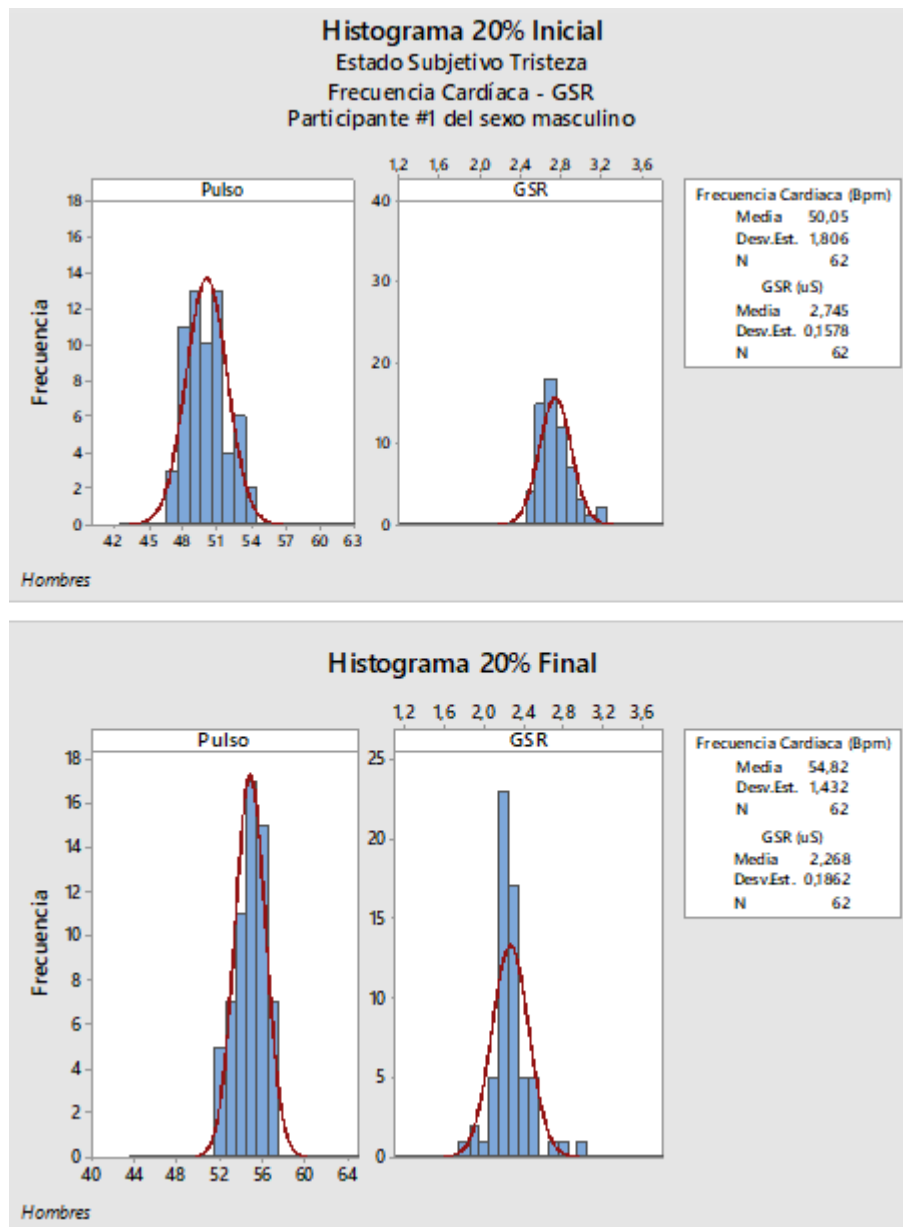 Histograma 20% Inicial
Estado Subjetivo Tristeza
Frecuencia Cardíaca - GSR
Participante #1 del sexo masculino
1,2 1,6 2,0 2,4 2,8 3,2 3,6
Pulso
GSR
18
16
14
12
10
8
6
4
2
0
Frecuencia
42 45 48 51 54 57 60 63
40
30
20
10
0
Frecuencia Cardiaca (Bpm)
Media 50,05
Desv.Est. 1,806
N 62
GSR (uS)
Media 2,745
Desv.Est. 0,1578
N 62
Hombres
Histograma 20% Final
1,2 1,6 2,0 2,4 2,8 3,2 3,6
Pulso
GSR
18
16
14
12
10
8
6
4
2
0
Frecuencia
40 44 48 52 56 60 64
25
20
15
10
5
0
Frecuencia Cardiaca (Bpm)
Media 54,82
Desv.Est. 1,432
N 62
GSR (uS)
Media 2,268
Desv.Est. 0,1862
N 62
Hombres